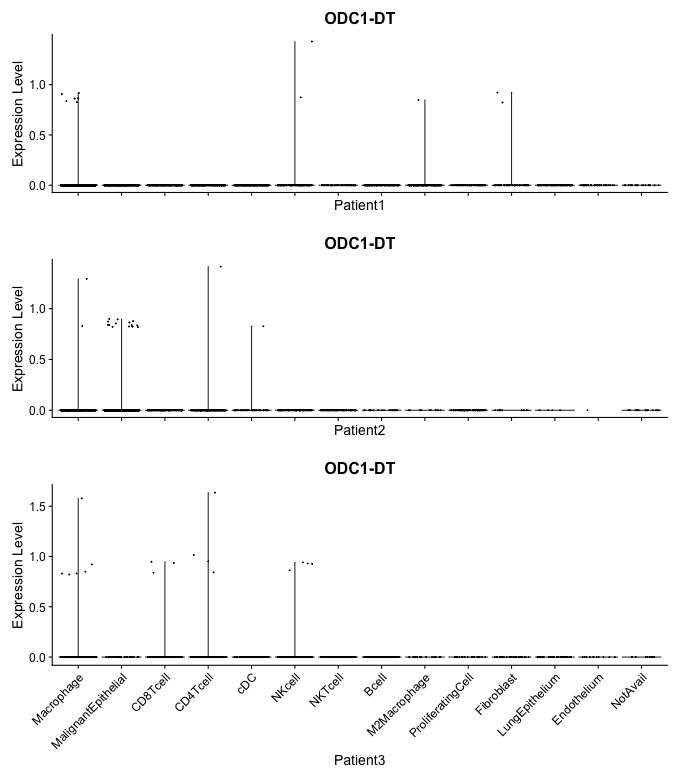 ODC1-DT
Expression Level
1.0
0.5
0.0
Patient1
ODC1-DT
Expression Level
1.0
0.5
0.0
Patient2
ODC1-DT
Expression Level
1.5
1.0
0.5
0.0
Macrophage
MalignantEpithelial
CD8Tcell
CD4Tcell
cDC
NKcell
NKTcell
Bcell
M2Macrophage
ProliferatingCell
Fibroblast
LungEpithelium
Endothelium
NotAvail
Patient3